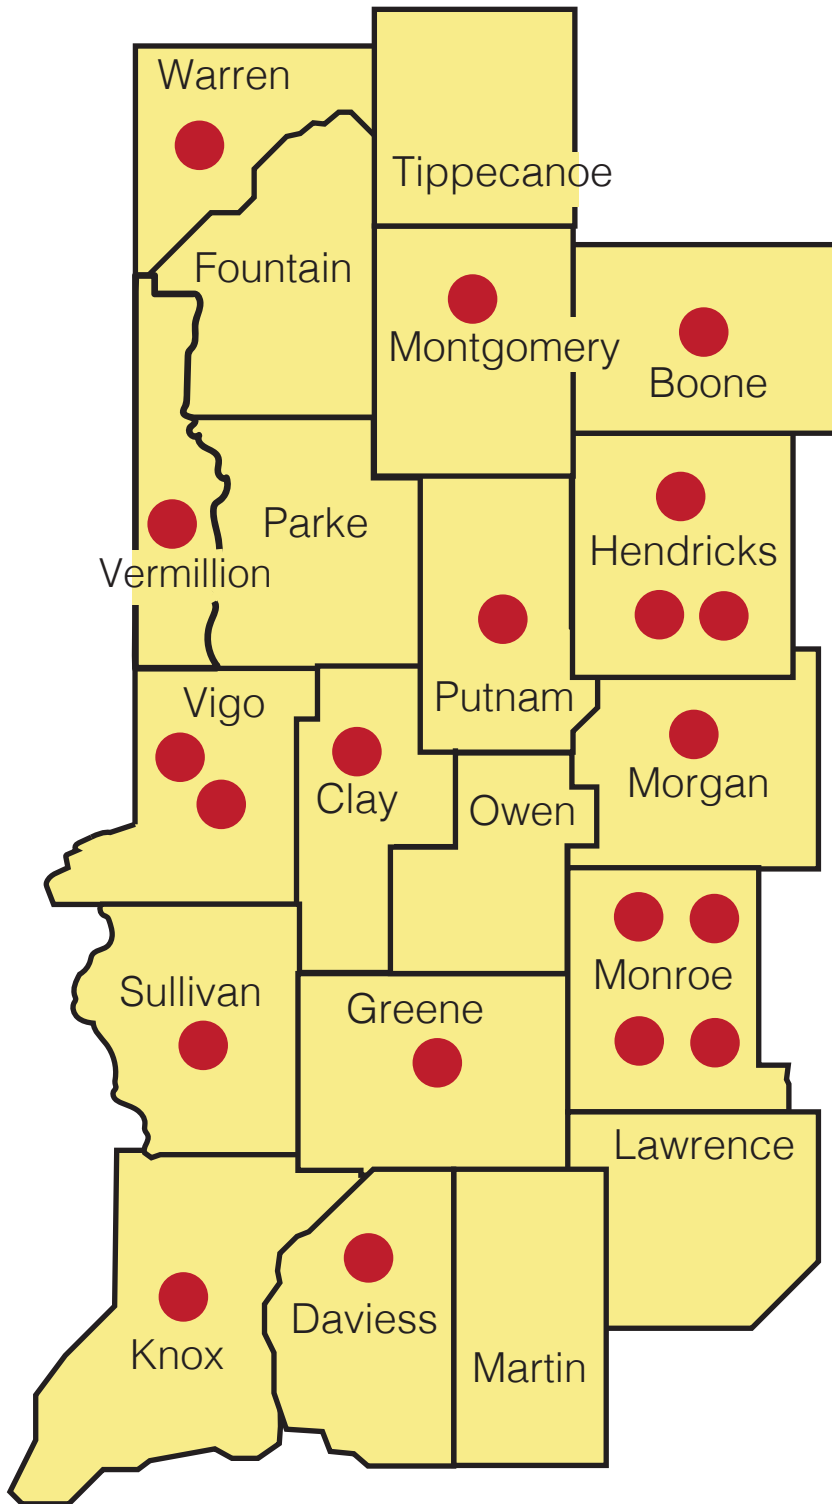 Warren
Tippecanoe
Fountain
Montgomery
Boone
Parke
Hendricks
Vermillion
Putnam
Vigo
Morgan
Clay
Owen
Monroe
Sullivan
Greene
Lawrence
Daviess
Knox
Martin